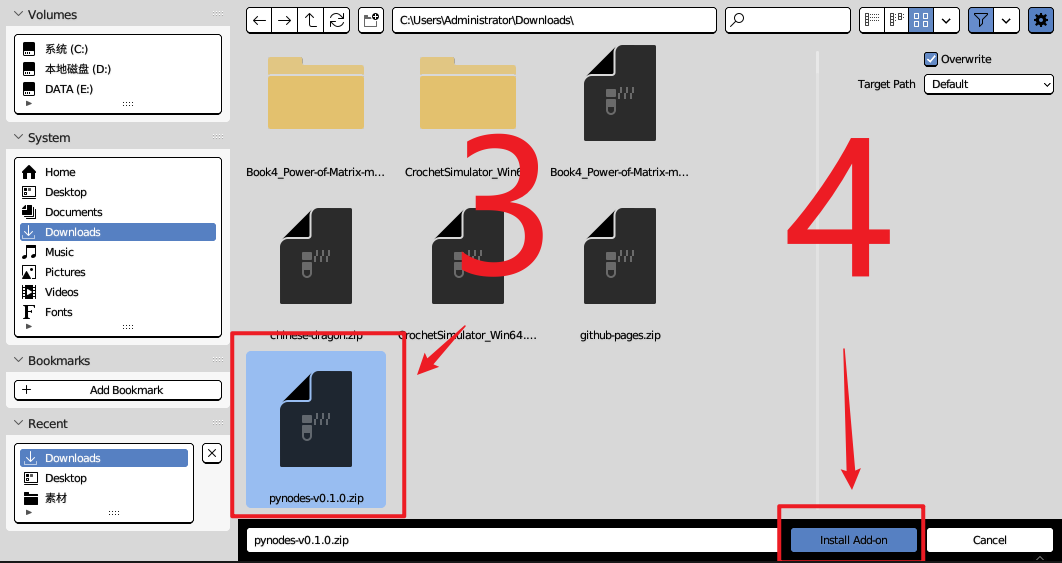 Volumes
系统 (C:)
本地磁盘 (D:)
DATA (E:)
System
Home
Desktop
Documents
Downloads
Music
Pictures
Videos
Fonts
Bookmarks
Add Bookmark
Recent
Downloads
Desktop
素材
C:\Users\Administrator\Downloads\
Overwrite
Target Path
Default
Book4_Power-of-Matrix-m...
CrochetSimulator_Win6
Book4_Power-of-Matrix-m...
3
4
chinese-dragon.zip
CrochetSimulator_Win64....
github-pages.zip
pynodes-v0.1.0.zip
pynodes-v0.1.0.zip
Install Add-on
Cancel